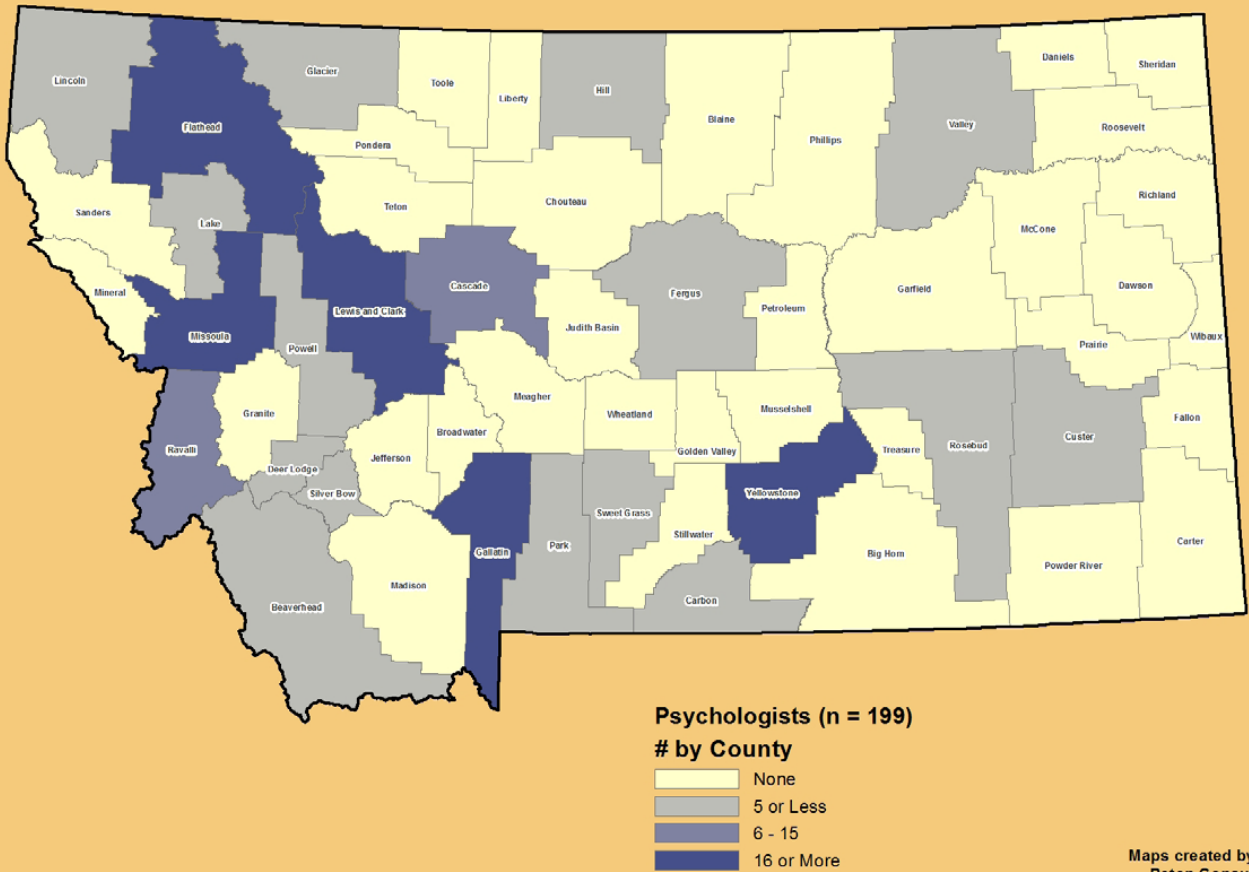 Lincoln
Flathead
Glacier
Toole
Liberty
Hill
Blaine
Phillips
Valley
Daniels
Sheridan
Roosevelt
Pondera
Teton
Chouteau
Sanders
Lake
Richland
McCone
Dawson
Mineral
Missoula
Powell
Lewis and Clark
Cascade
Judith Basin
Fergus
Petroleum
Garfield
Prairie
Wibaux
Ravalli
Granite
Meagher
Wheatland
Golden Valley
Musselshell
Treasure
Rosebud
Custer
Fallon
Deer Lodge
Silver Bow
Jefferson
Broadwater
Gallatin
Park
Sweet Grass
Stillwater
Yellowstone
Big Horn
Powder River
Carter
Beaverhead
Madison
Carbon
Psychologists (n = 199)
# by County
None
5 or Less
6 - 15
16 or More
Maps created by